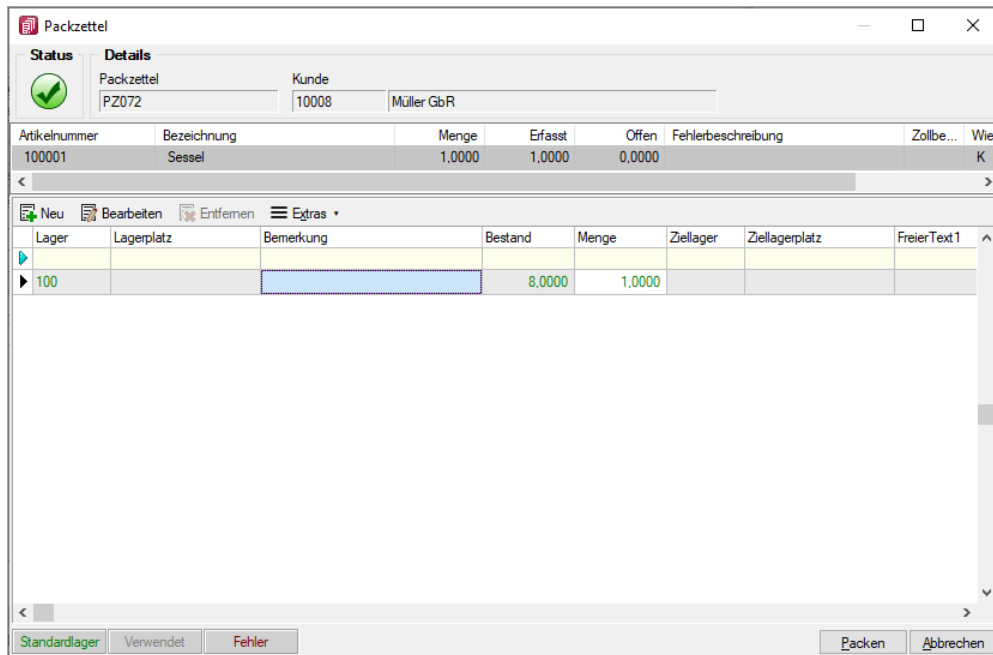 Packzettel
Status Details
Packzettel Kunde
PZ072 10008 Müller GbR
Artikelnummer Bezeichnung Menge Erfasst Offen Fehlerbeschreibung Zollbe... Wie
100001 Sessel 1,0000 1,0000 0,0000 K
Neu Bearbeiten Entfernen Extras
Lager Lagerplatz Bemerkung Bestand Menge Ziellager Ziellagerplatz FreierText1
100 8,0000 1,0000
Standardlager Verwendet Fehler Packen Abbrechen